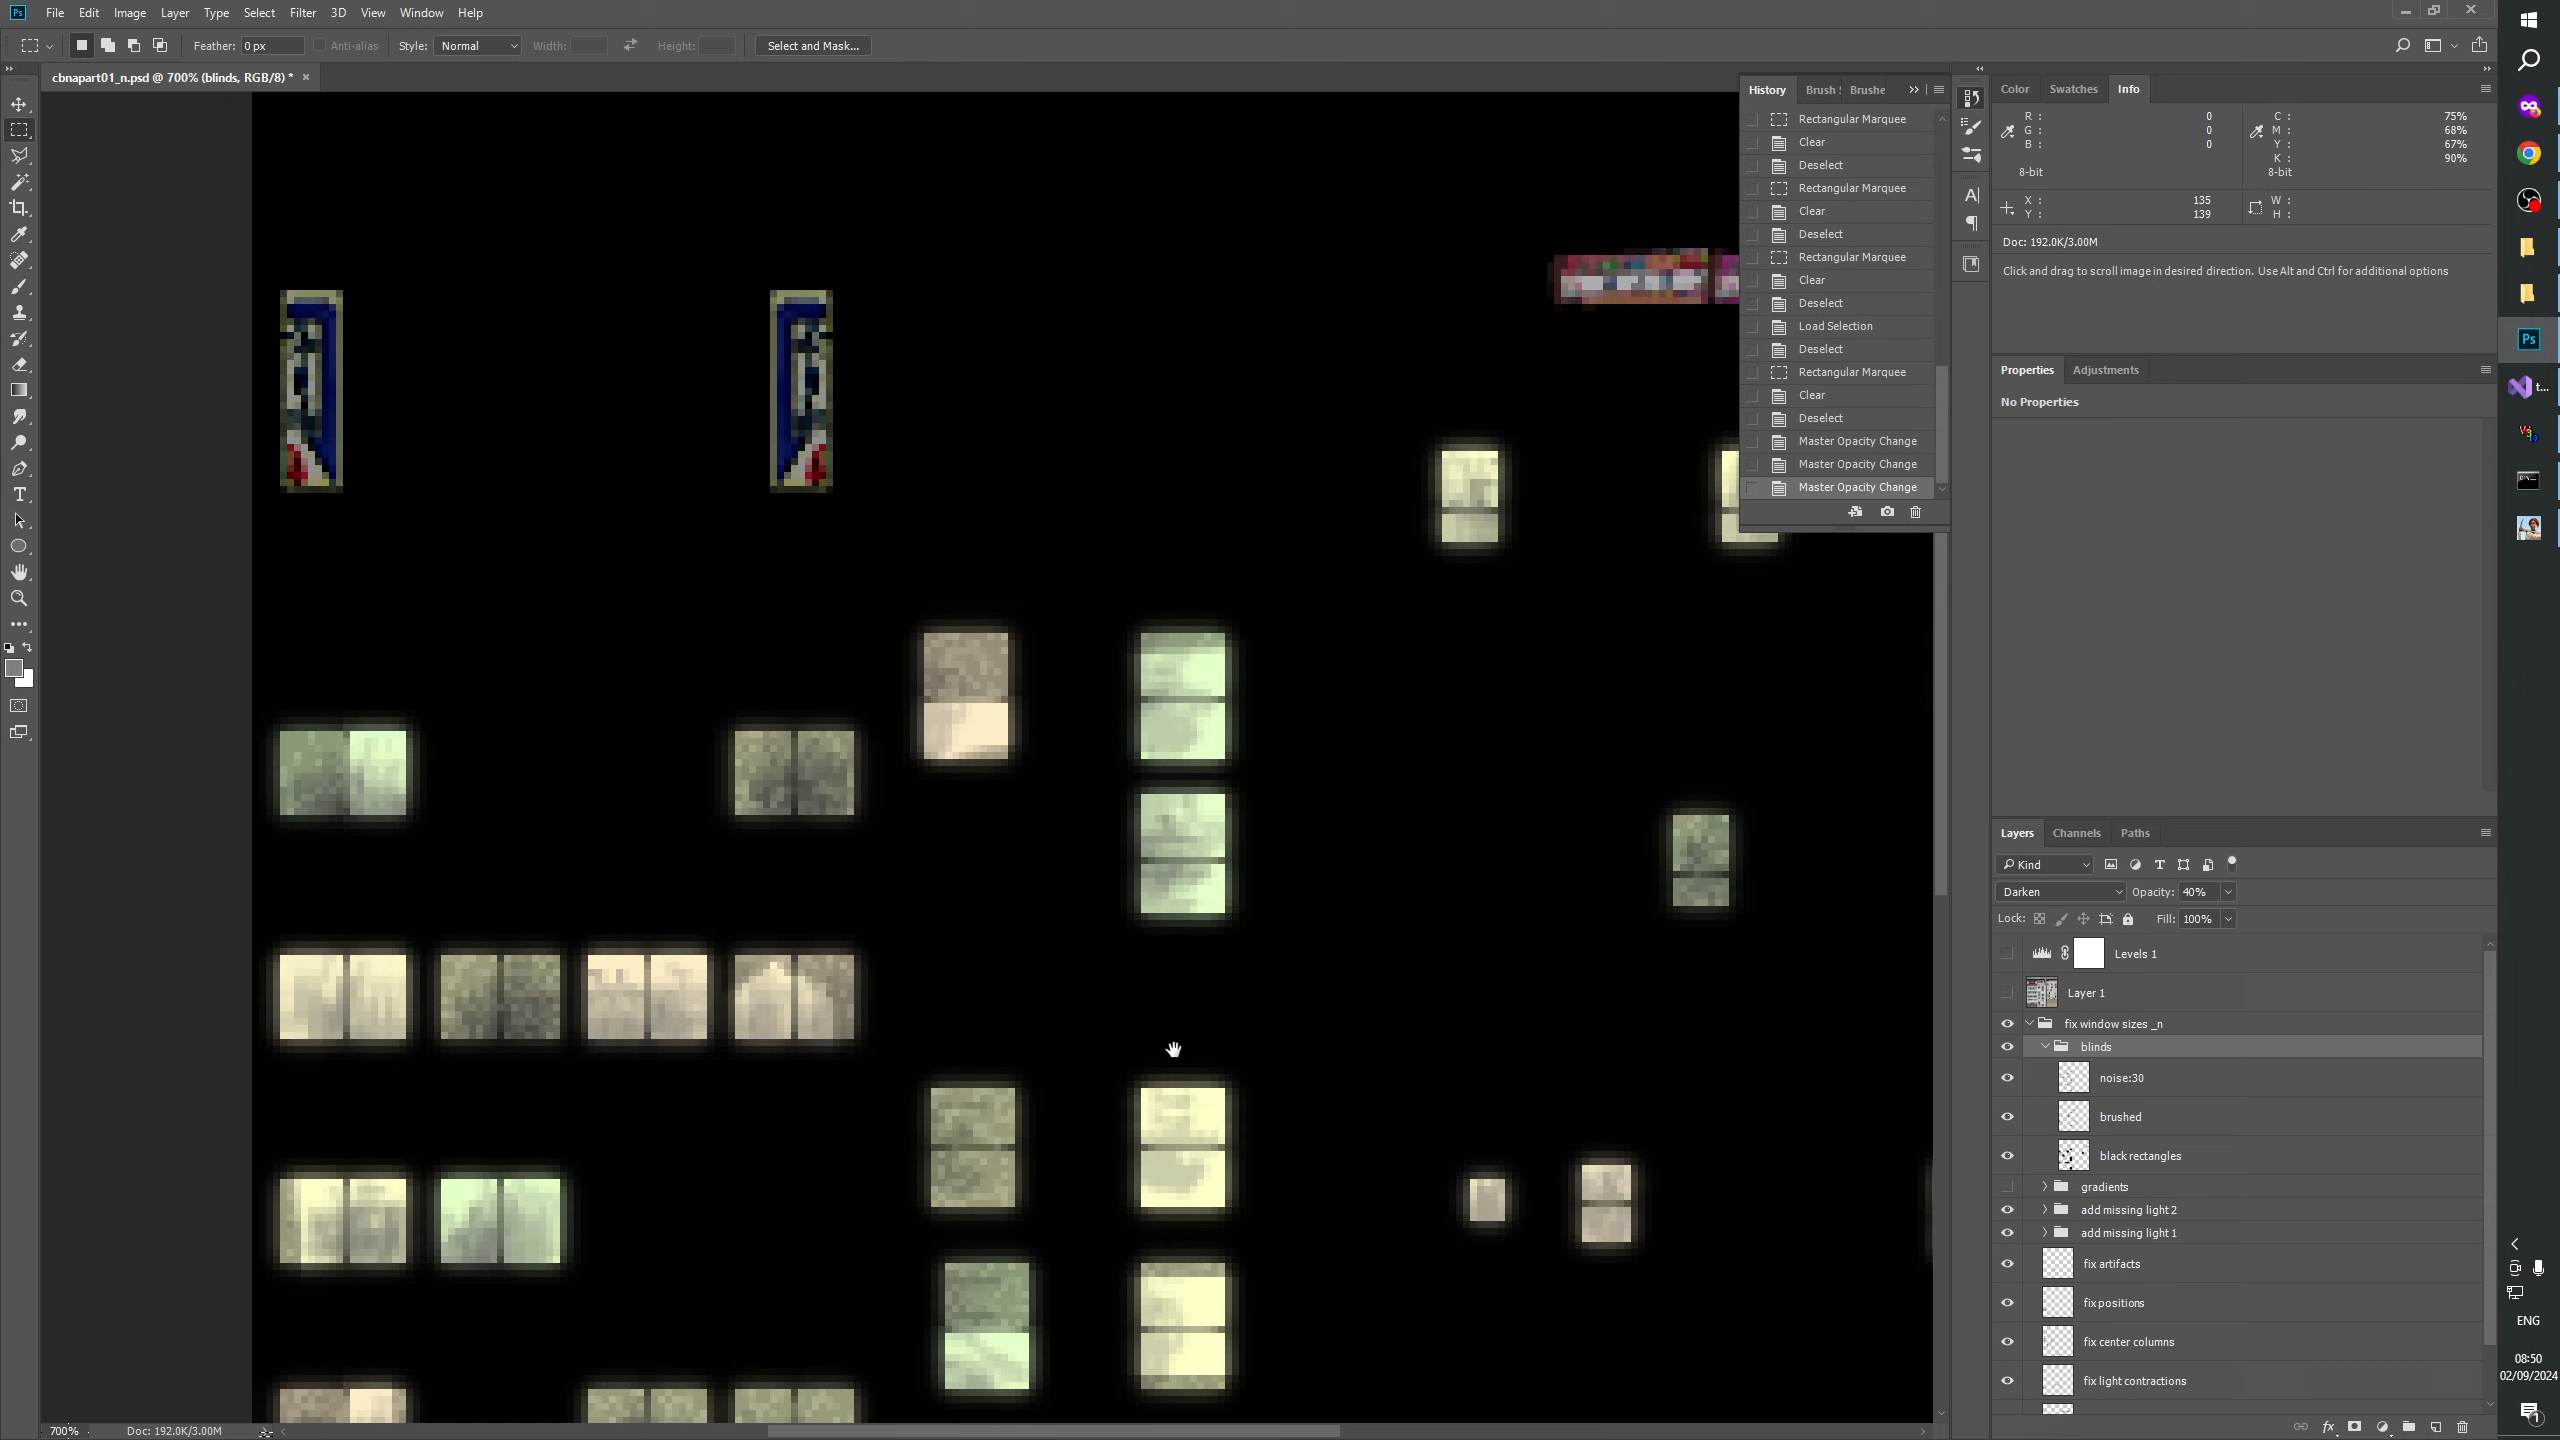 File Edit Image Layer Type Select Filter 3D View Window Help
Feather: 0 px Anti-alias Style: Normal Width: Height: Select and Mask...
cbnapart01_n.psd @ 700% (blinds, RGB/8) *
History Brush Brushe
Rectangular Marquee
Clear
Deselect
Rectangular Marquee
Clear
Deselect
Rectangular Marquee
Clear
Deselect
Load Selection
Deselect
Rectangular Marquee
Clear
Deselect
Master Opacity Change
Master Opacity Change
Master Opacity Change
Color Swatches Info
R : 0 C : 75%
G : 0 M : 68%
B : 0 Y : 67%
K : 90%
8-bit 8-bit
X : 135 W :
Y : 139 H :
Doc: 192.0K/3.00M
Click and drag to scroll image in desired direction. Use Alt and Ctrl for additional options
Properties Adjustments
No Properties
Layers Channels Paths
Kind
Darken Opacity: 40%
Lock: Fill: 100%
Levels 1
Layer 1
fix window sizes _n
blinds
noise:30
brushed
black rectangles
gradients
add missing light 2
add missing light 1
fix artifacts
fix positions
fix center columns
fix light contractions
700% Doc: 192.0K/3.00M
Ps
Ps
t...
ENG
08:50
02/09/2024
1